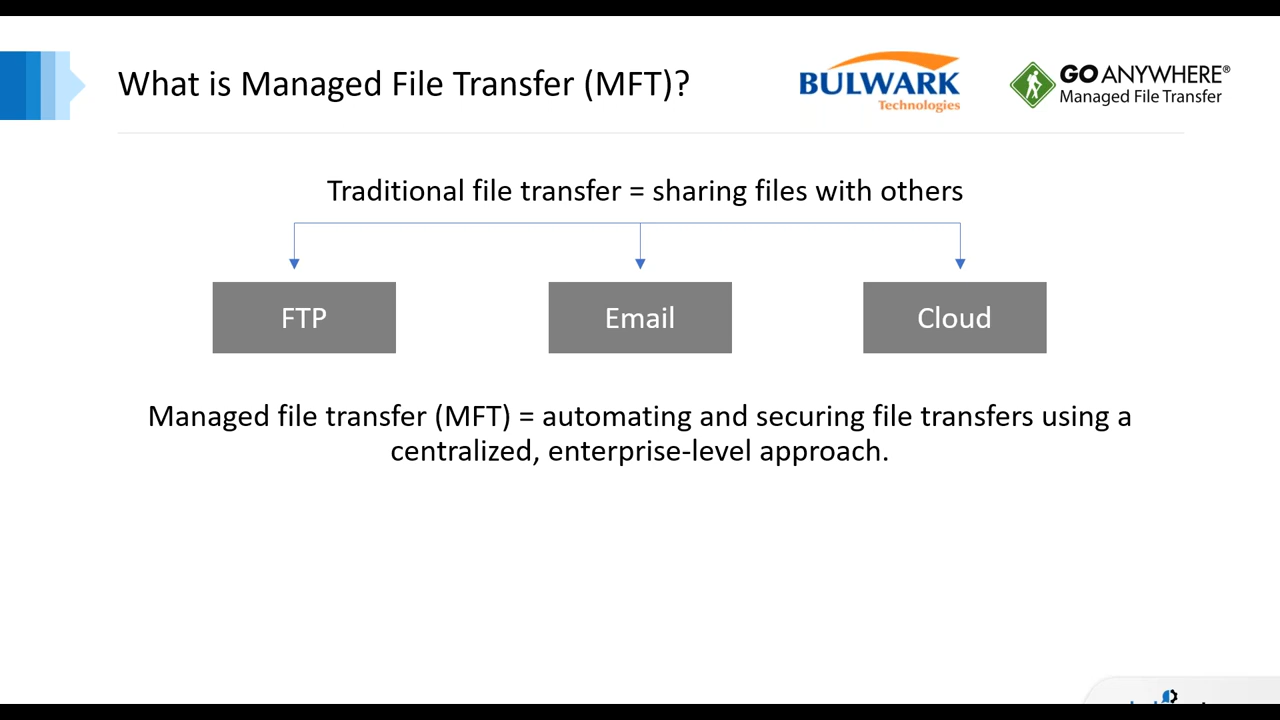 What is Managed File Transfer (MFT)?
BULWARK
Technologies
GO ANYWHERE®
Managed File Transfer
Traditional file transfer = sharing files with others
FTP
Email
Cloud
Managed file transfer (MFT) = automating and securing file transfers using a
centralized, enterprise-level approach.